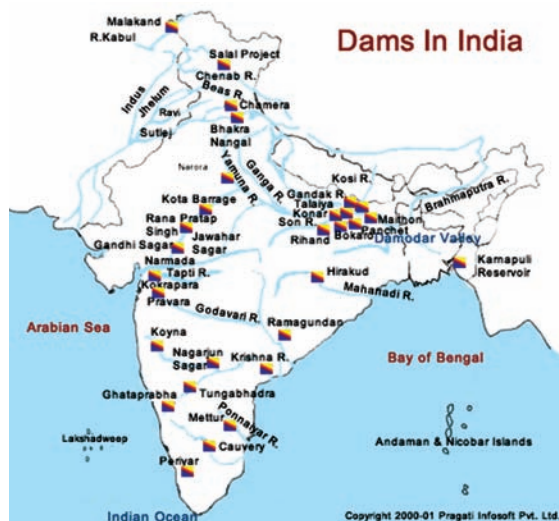 Malakand
R.Kabul
Dams In India
Salal Project
Chenab R.
Beas R.
Indus
Jhelum
Ravi
Chamera
Sutlej
Bhakra
Nangal
Narora
Yamuna R.
Ganga R.
Kosi R.
Gandak R.
Brahmaputra R.
Kota Barrage
Talaiya
Rana Pratap
Konar
Maithon
Singh
Jawahar
Son R.
Panchet
Gandhi Sagar
Sagar
Rihand
Bokaro
Damodar Valley
Narmada
Kamapuli
Reservoir
Tapti R.
Hirakud
Kokrapara
Mahanadi R.
Pravara
Godavari R.
Arabian Sea
Ramagundan
Koyna
Bay of Bengal
Nagarjun
Sagar
Krishna R.
Ghataprabha
Tungabhadra
Mettur
Ponnaiyar R.
Lakshadweep
Andaman & Nicobar Islands
Cauvery
Periyar
Indian Ocean
Copyright 2000-01 Pragati Infosoft Pvt. Ltd.